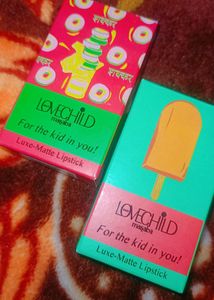 LOVECHILD
masaba
For the kid in you!
Luxe-Matte Lipstick
LOVECHILD
masaba
For the kid in you!
Luxe-Matte Lipstick